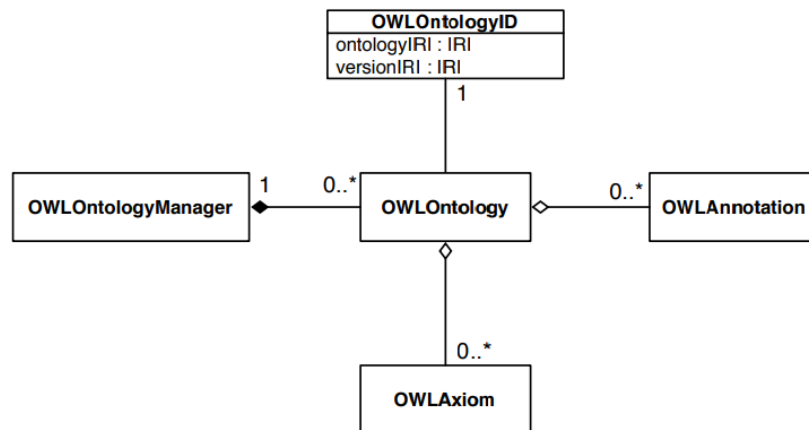 OWLOntologyID
ontologyIRI : IRI
versionIRI : IRI
1
1
0..*
0..*
OWLOntologyManager
OWLOntology
OWLAnnotation
0..*
OWLAxiom